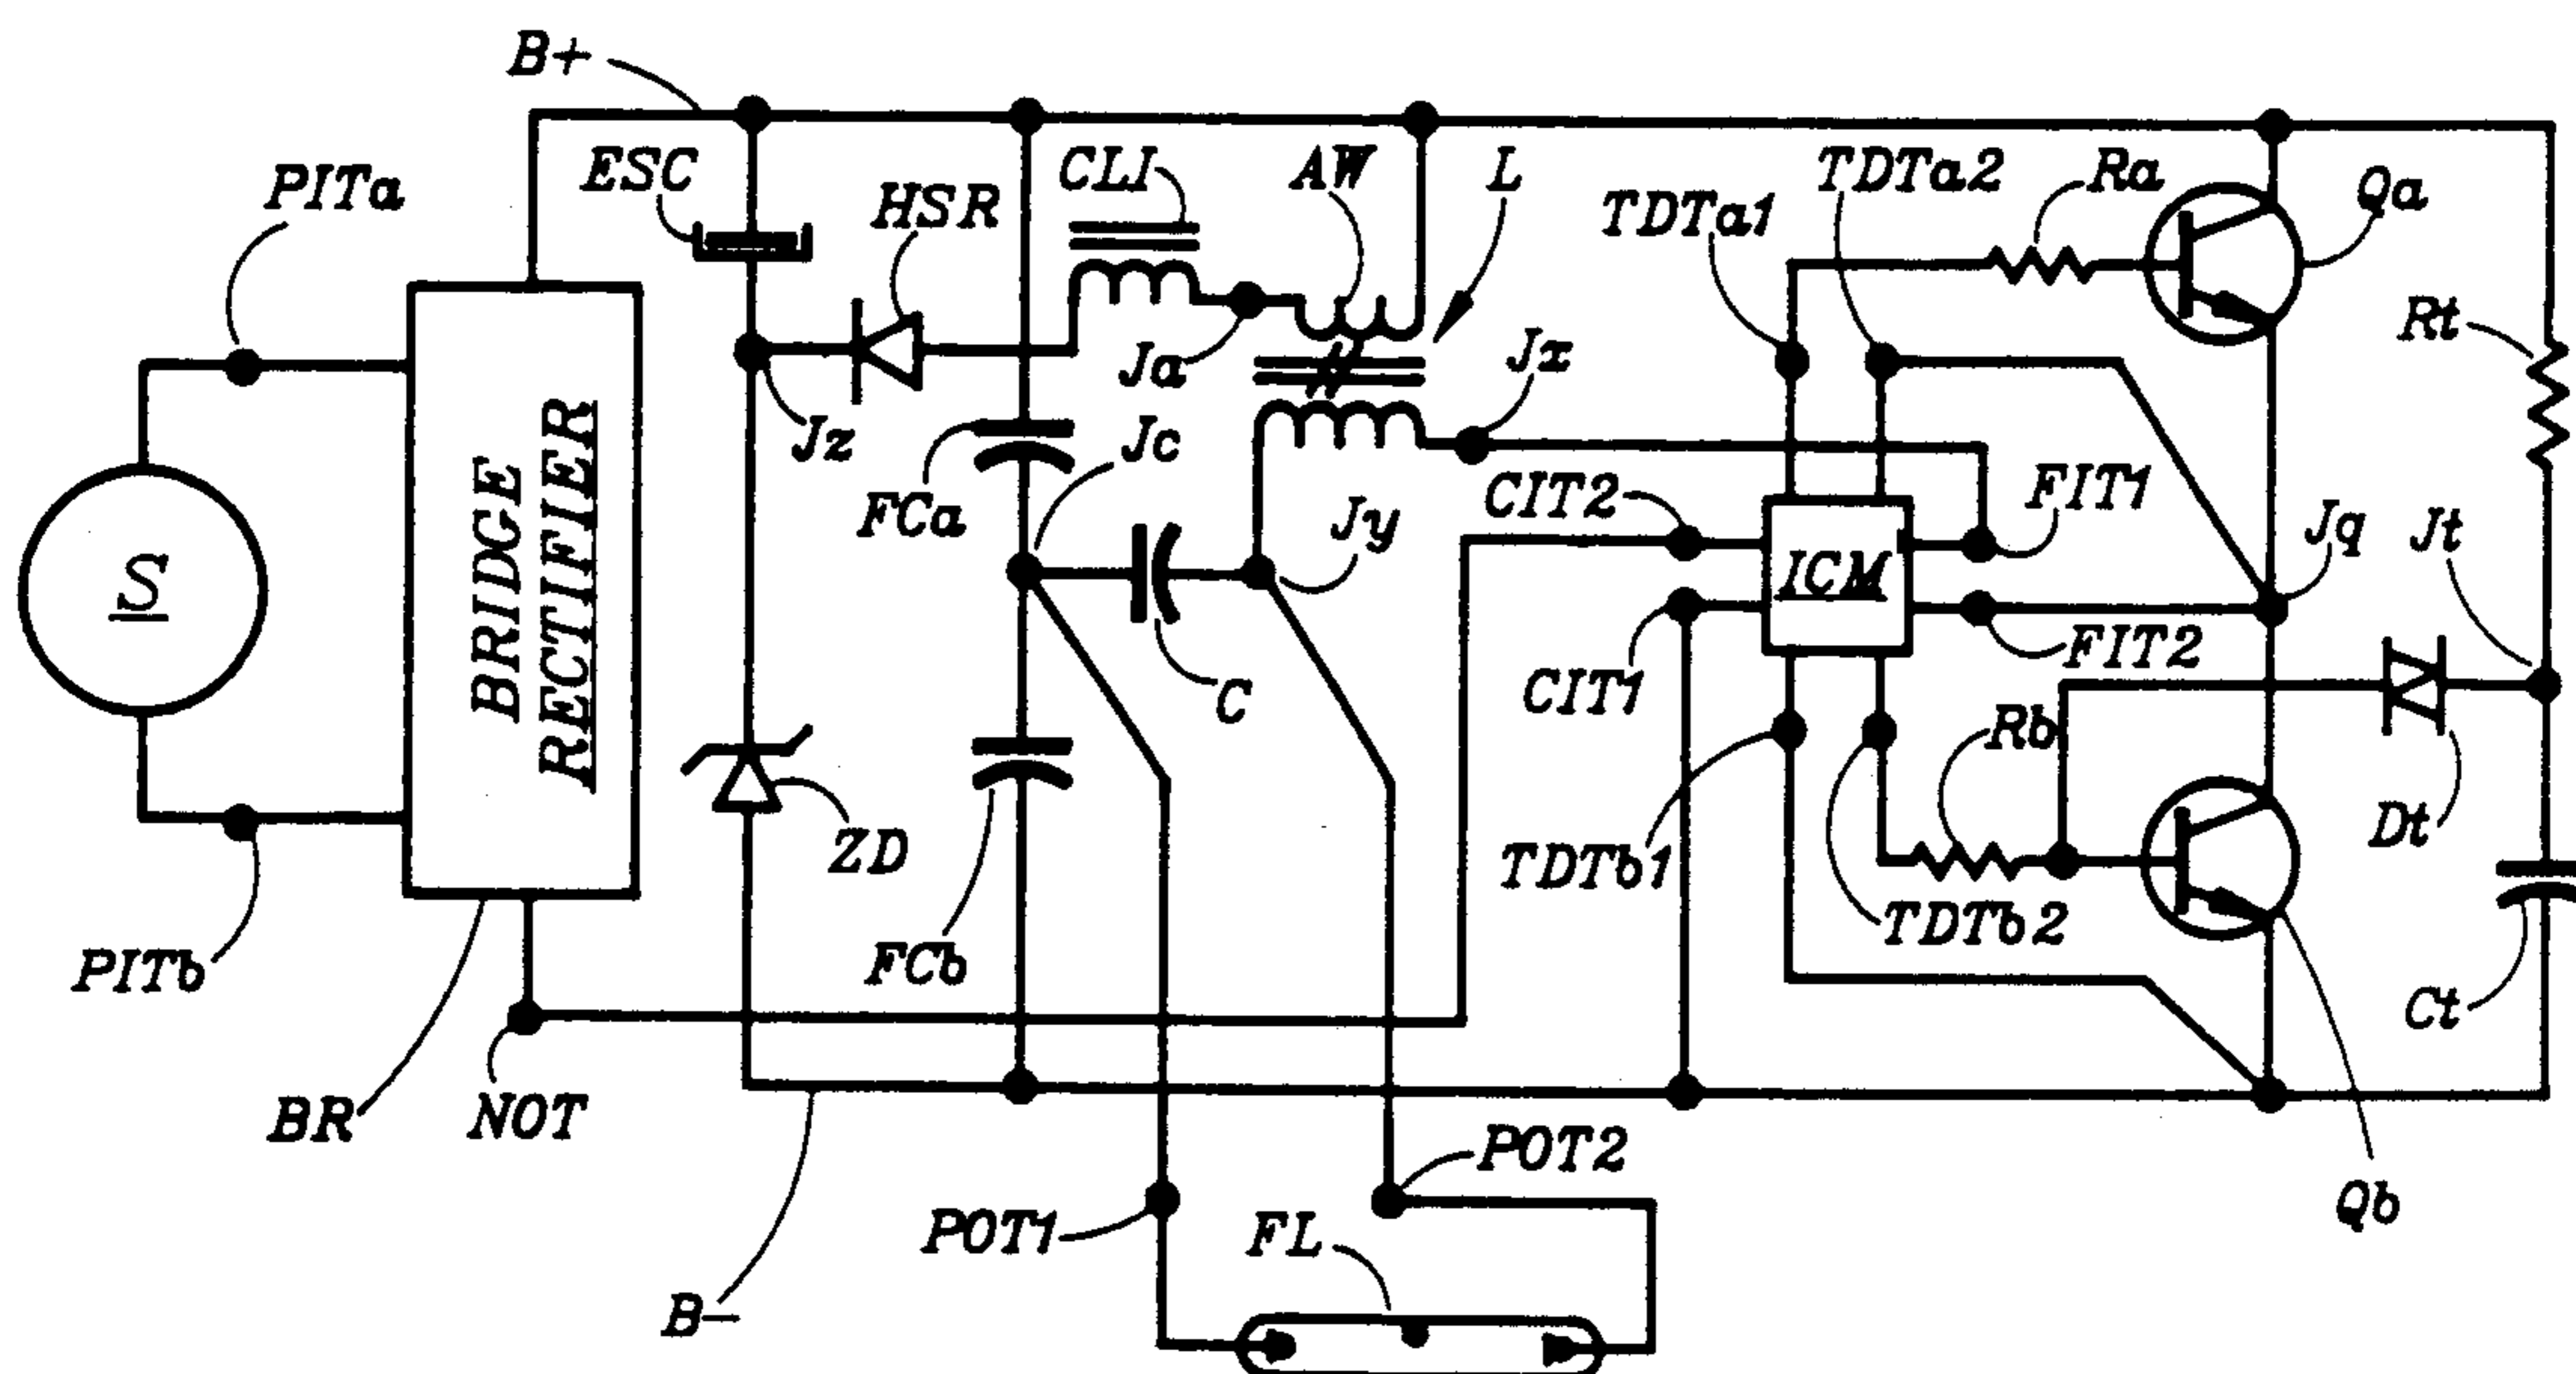 B+
PITa
ESC
HSR
CLI
AW
L
TDTa1
TDTa2
Ra
Qa
Rt
Ja
Jx
Jz
Jc
FCa
CIT2
Jy
FIT1
Jq
Jt
S
BRIDGE
RECTIFIER
ICM
C
CIT1
FIT2
Rb
Dt
ZD
TDTb1
TDTb2
PITb
FCb
Ct
BR
NOT
POT2
Qb
POT1
FL
B-